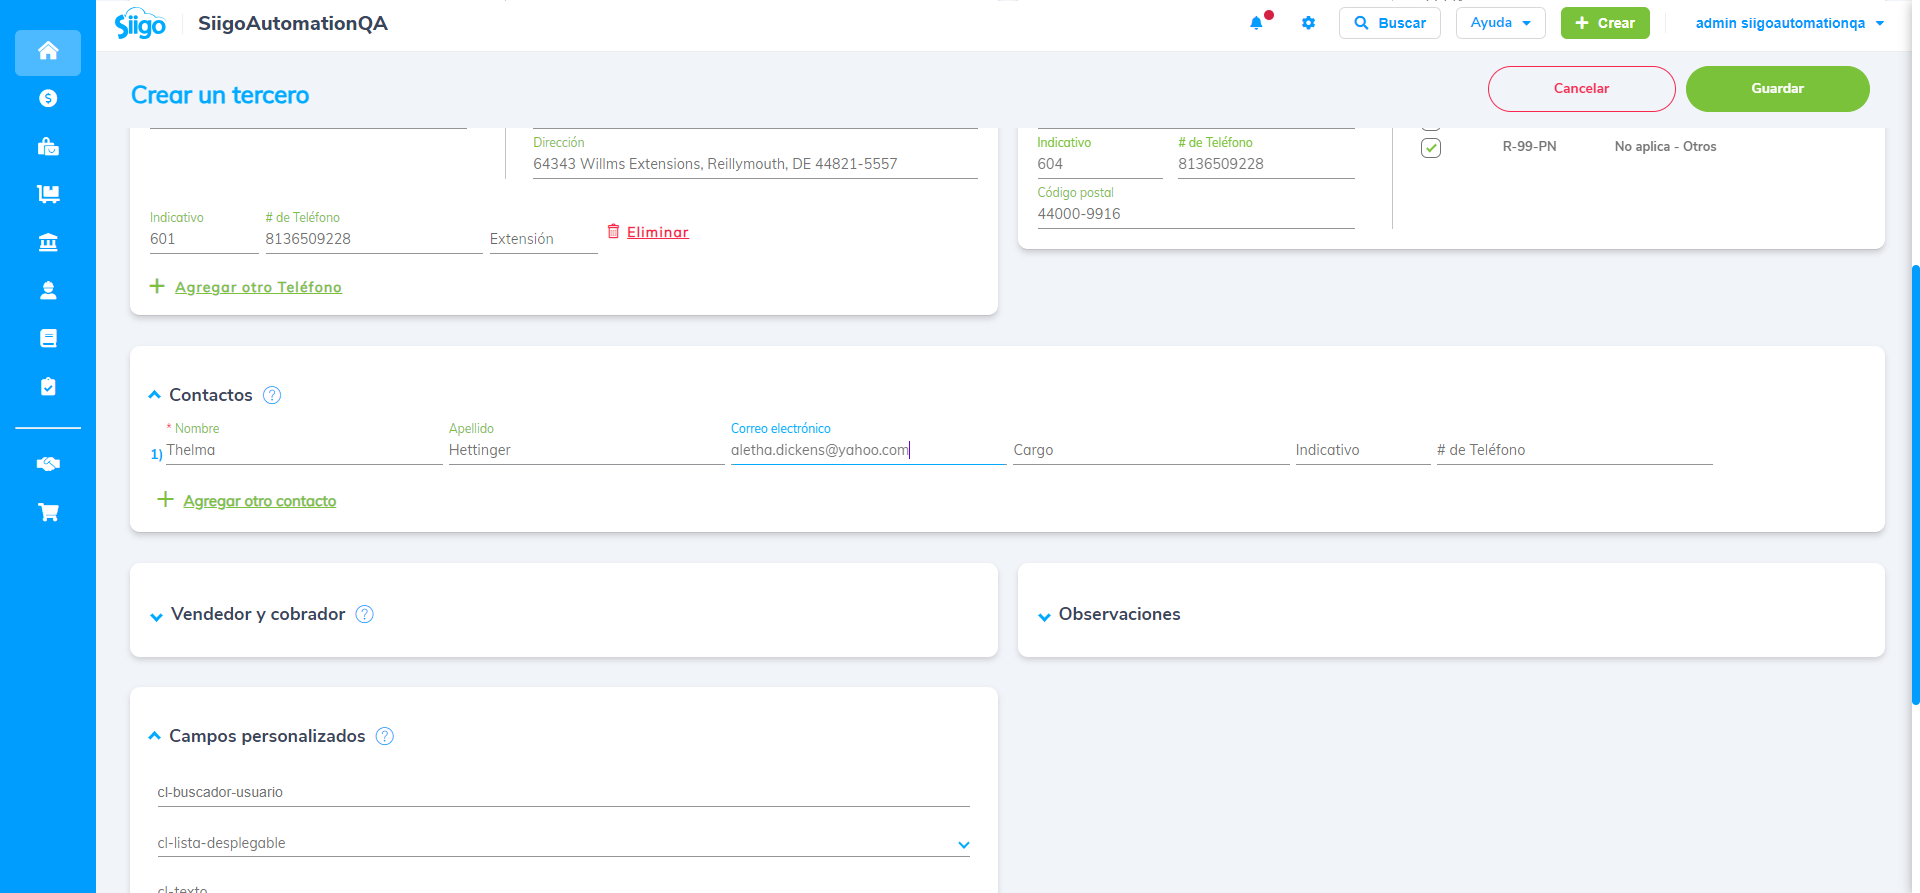 Siigo
SiigoAutomationQA
Buscar
Ayuda
Crear
admin siigoautomationqa
Crear un tercero
Cancelar
Guardar
Dirección
64343 Willms Extensions, Reillymouth, DE 44821-5557
Indicativo
# de Teléfono
601
8136509228
Extensión
Eliminar
Agregar otro Teléfono
Indicativo
# de Teléfono
604
8136509228
Código postal
44000-9916
R-99-PN
No aplica - Otros
Contactos ?
* Nombre
Apellido
Correo electrónico
1) Thelma
Hettinger
aletha.dickens@yahoo.com
Cargo
Indicativo
# de Teléfono
Agregar otro contacto
Vendedor y cobrador ?
Observaciones
Campos personalizados ?
cl-buscador-usuario
cl-lista-desplegable
cl-texto